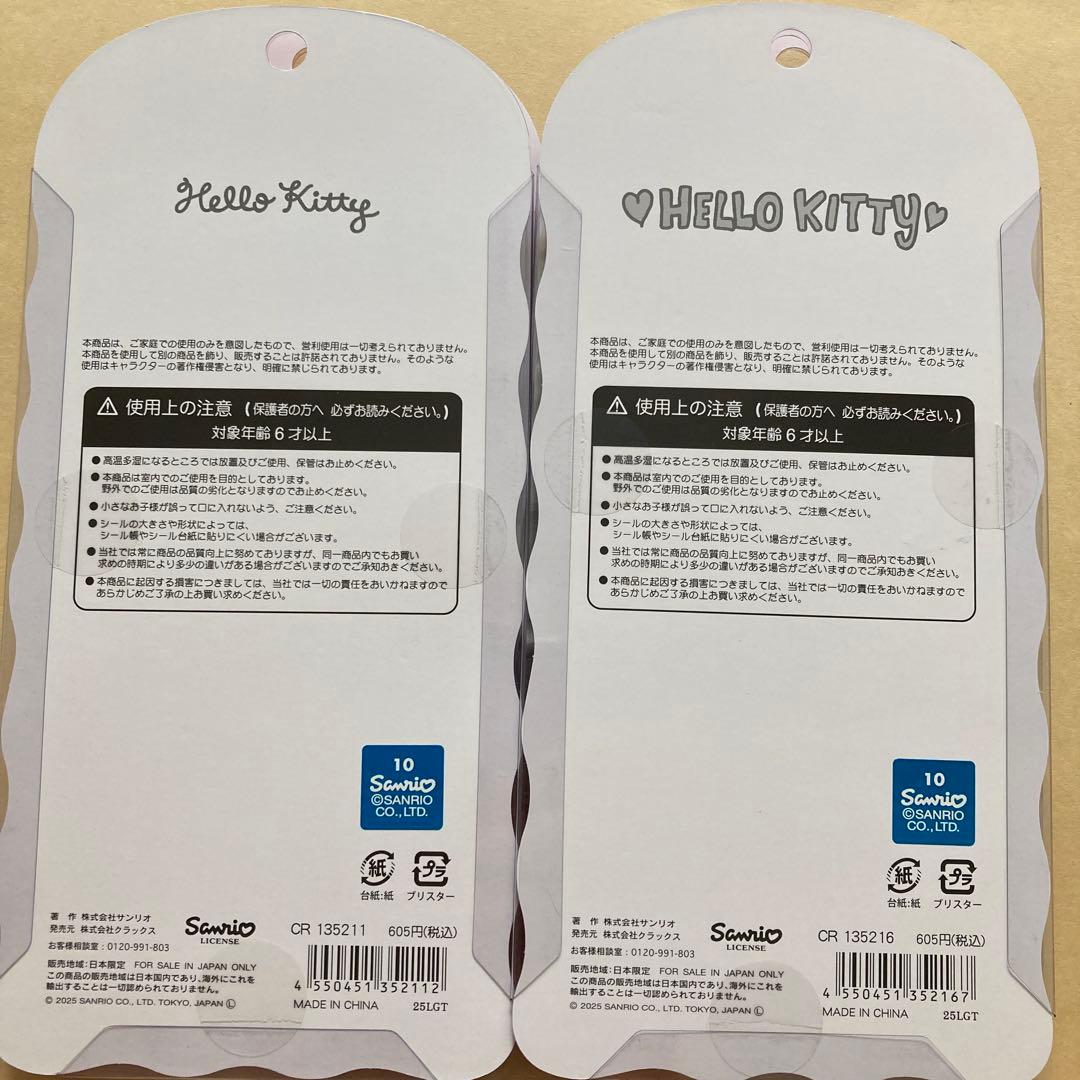 Hello Kitty
本商品は、ご家庭での使用のみを意図したもので、営利使用は一切考えられておりません。
本商品を使用して別の商品を飾り、販売することは許諾されておりません。そのような
使用はキャラクターの著作権侵害となり、明確に禁じられております。
⚠ 使用上の注意 (保護者の方へ 必ずお読みください。)
対象年齢6才以上
●高温多湿になるところでは放置及びご使用、保管はお止めください。
●本商品は室内でのご使用を目的としております。
野外でのご使用は品質の劣化となりますのでお止めください。
●小さなお子様が誤って口に入れないよう、ご注意ください。
●シールの大きさや形状によっては、
シール帳やシール台紙に貼りにくい場合がございます。
●当社では常に商品の品質向上に努めておりますが、同一商品内でもお買い
求めの時期により多少の違いがある場合がございますのでご承知おきください。
●本商品に起因する損害につきましては、当社では一切の責任をおいかねますので
あらかじめご了承の上お買い求めください。
10
Sanrio
©SANRIO
CO.,LTD.
紙 プラ
台紙:紙 ブリスター
著 作 株式会社サンリオ
発売元 株式会社クラックス
Sanrio
LICENSE
CR 135211 605円(税込)
お客様相談室:0120-991-803
販売地域:日本限定 FOR SALE IN JAPAN ONLY
この商品の販売地域は日本国内であり、海外にこれを
輸出することは一切認められておりません。
© 2025 SANRIO CO., LTD. TOKYO, JAPAN Ⓛ
4 550451 352112
MADE IN CHINA 25LGT
♥HELLO KITTY♥
本商品は、ご家庭での使用のみを意図したもので、営利使用は一切考えられておりません。
本商品を使用して別の商品を飾り、販売することは許諾されておりません。そのような
使用はキャラクターの著作権侵害となり、明確に禁じられております。
⚠ 使用上の注意 (保護者の方へ 必ずお読みください。)
対象年齢6才以上
●高温多湿になるところでは放置及びご使用、保管はお止めください。
●本商品は室内でのご使用を目的としております。
野外でのご使用は品質の劣化となりますのでお止めください。
●小さなお子様が誤って口に入れないよう、ご注意ください。
●シールの大きさや形状によっては、
シール帳やシール台紙に貼りにくい場合がございます。
●当社では常に商品の品質向上に努めておりますが、同一商品内でもお買い
求めの時期により多少の違いがある場合がございますのでご承知おきください。
●本商品に起因する損害につきましては、当社では一切の責任をおいかねますので
あらかじめご了承の上お買い求めください。
10
Sanrio
©SANRIO
CO.,LTD.
紙 プラ
台紙:紙 ブリスター
著 作 株式会社サンリオ
発売元 株式会社クラックス
Sanrio
LICENSE
CR 135216 605円(税込)
お客様相談室:0120-991-803
販売地域:日本限定 FOR SALE IN JAPAN ONLY
この商品の販売地域は日本国内であり、海外にこれを
輸出することは一切認められておりません。
© 2025 SANRIO CO., LTD. TOKYO, JAPAN Ⓛ
4 550451 352167
MADE IN CHINA 25LGT